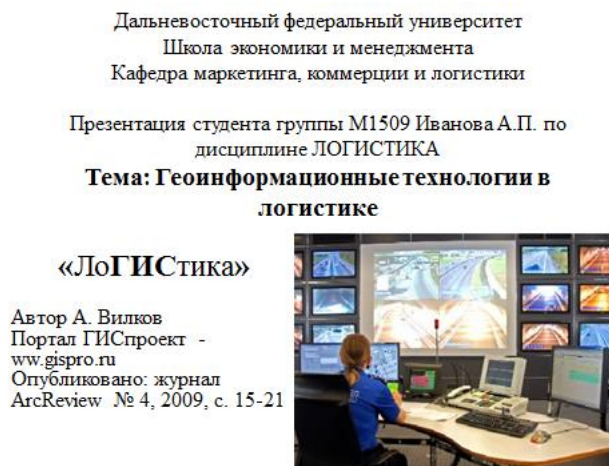 Дальневосточный федеральный университет
Школа экономики и менеджмента
Кафедра маркетинга, коммерции и логистики
Презентация студента группы М1509 Иванова А.П. по
дисциплине ЛОГИСТИКА
Тема: Геоинформационные технологии в
логистике
«ЛоГИСтика»
Автор А. Вилков
Портал ГИСпроект -
ww.gispro.ru
Опубликовано: журнал
ArcReview № 4, 2009, с. 15-21